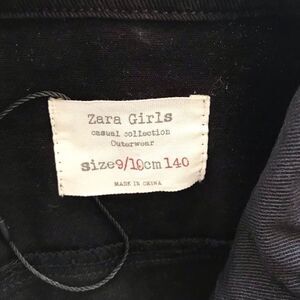 Zara Girls
casual collection
Outerwear
size9/10cm140
MADE IN CHINA